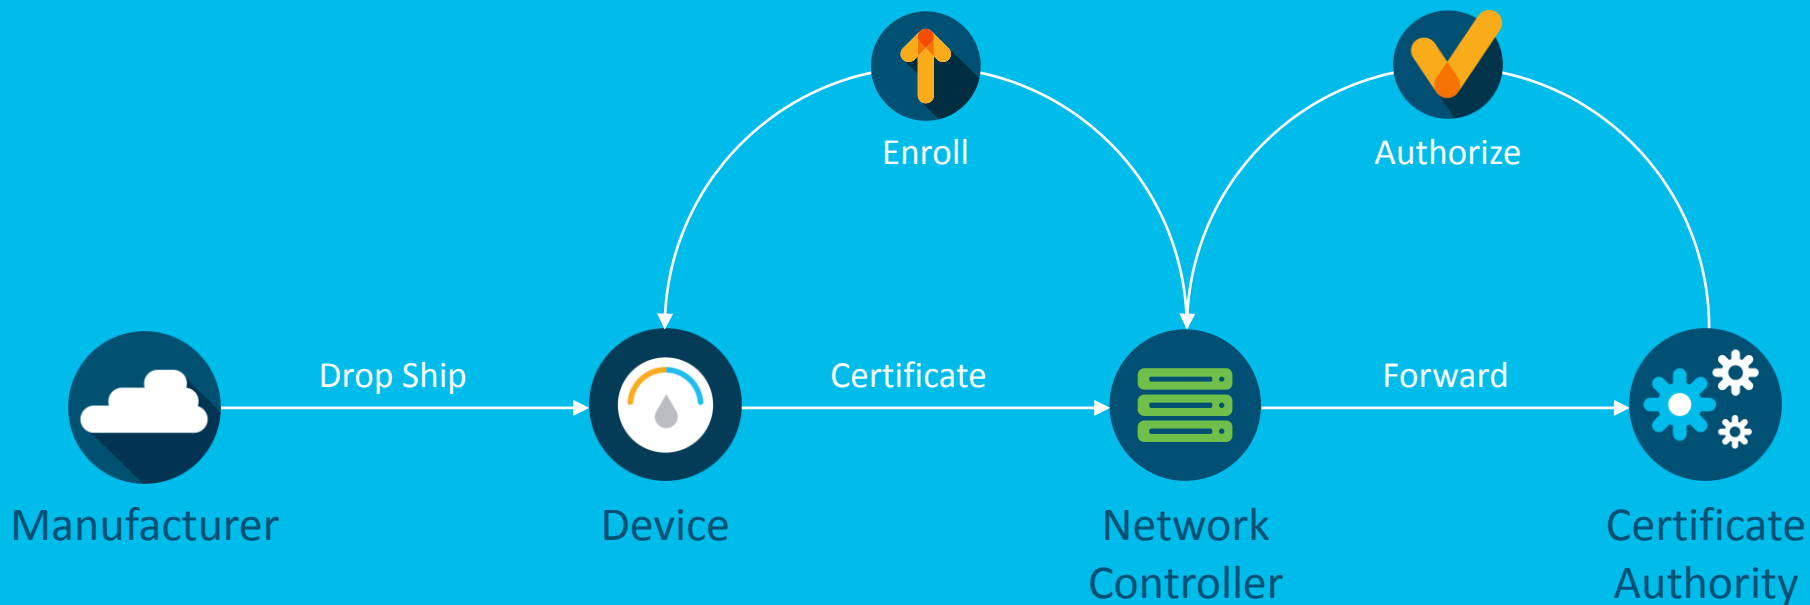 Enroll
Authorize
Drop Ship
Certificate
Forward
Manufacturer
Device
Network
Controller
Certificate
Authority